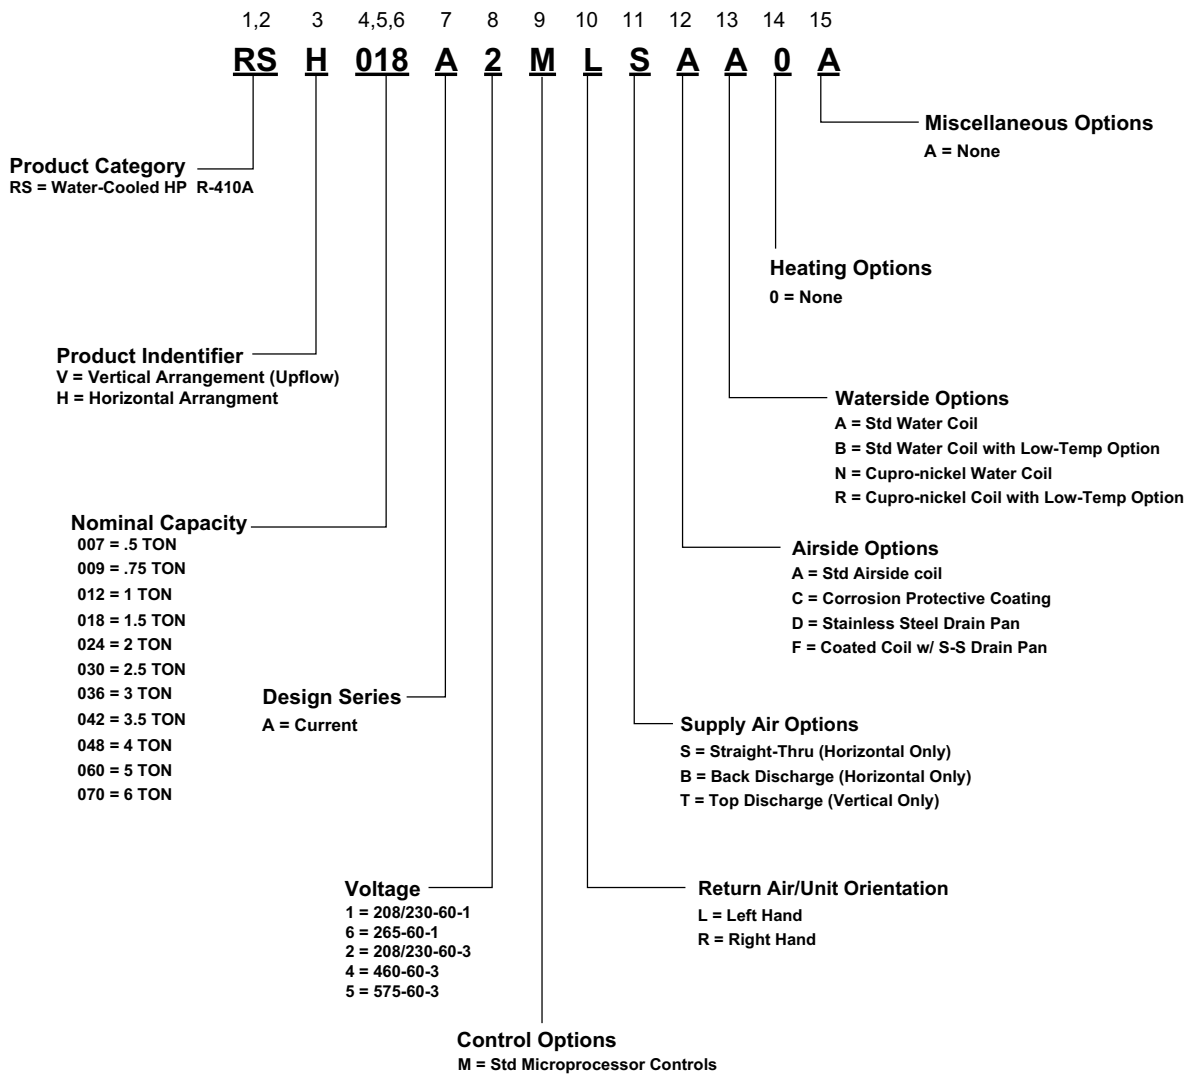 1,2 3 4,5,6 7 8 9 10 11 12 13 14 15
RS H 018 A 2 M L S A A 0 A
Miscellaneous Options
A = None
Product Category
RS = Water-Cooled HP R-410A
Heating Options
0 = None
Product Indentifier
V = Vertical Arrangement (Upflow)
H = Horizontal Arrangment
Waterside Options
A = Std Water Coil
B = Std Water Coil with Low-Temp Option
N = Cupro-nickel Water Coil
R = Cupro-nickel Coil with Low-Temp Option
Nominal Capacity
007 = .5 TON
009 = .75 TON
012 = 1 TON
018 = 1.5 TON
024 = 2 TON
030 = 2.5 TON
036 = 3 TON
042 = 3.5 TON
048 = 4 TON
060 = 5 TON
070 = 6 TON
Airside Options
A = Std Airside coil
C = Corrosion Protective Coating
D = Stainless Steel Drain Pan
F = Coated Coil w/ S-S Drain Pan
Design Series
A = Current
Supply Air Options
S = Straight-Thru (Horizontal Only)
B = Back Discharge (Horizontal Only)
T = Top Discharge (Vertical Only)
Voltage
1 = 208/230-60-1
6 = 265-60-1
2 = 208/230-60-3
4 = 460-60-3
5 = 575-60-3
Return Air/Unit Orientation
L = Left Hand
R = Right Hand
Control Options
M = Std Microprocessor Controls